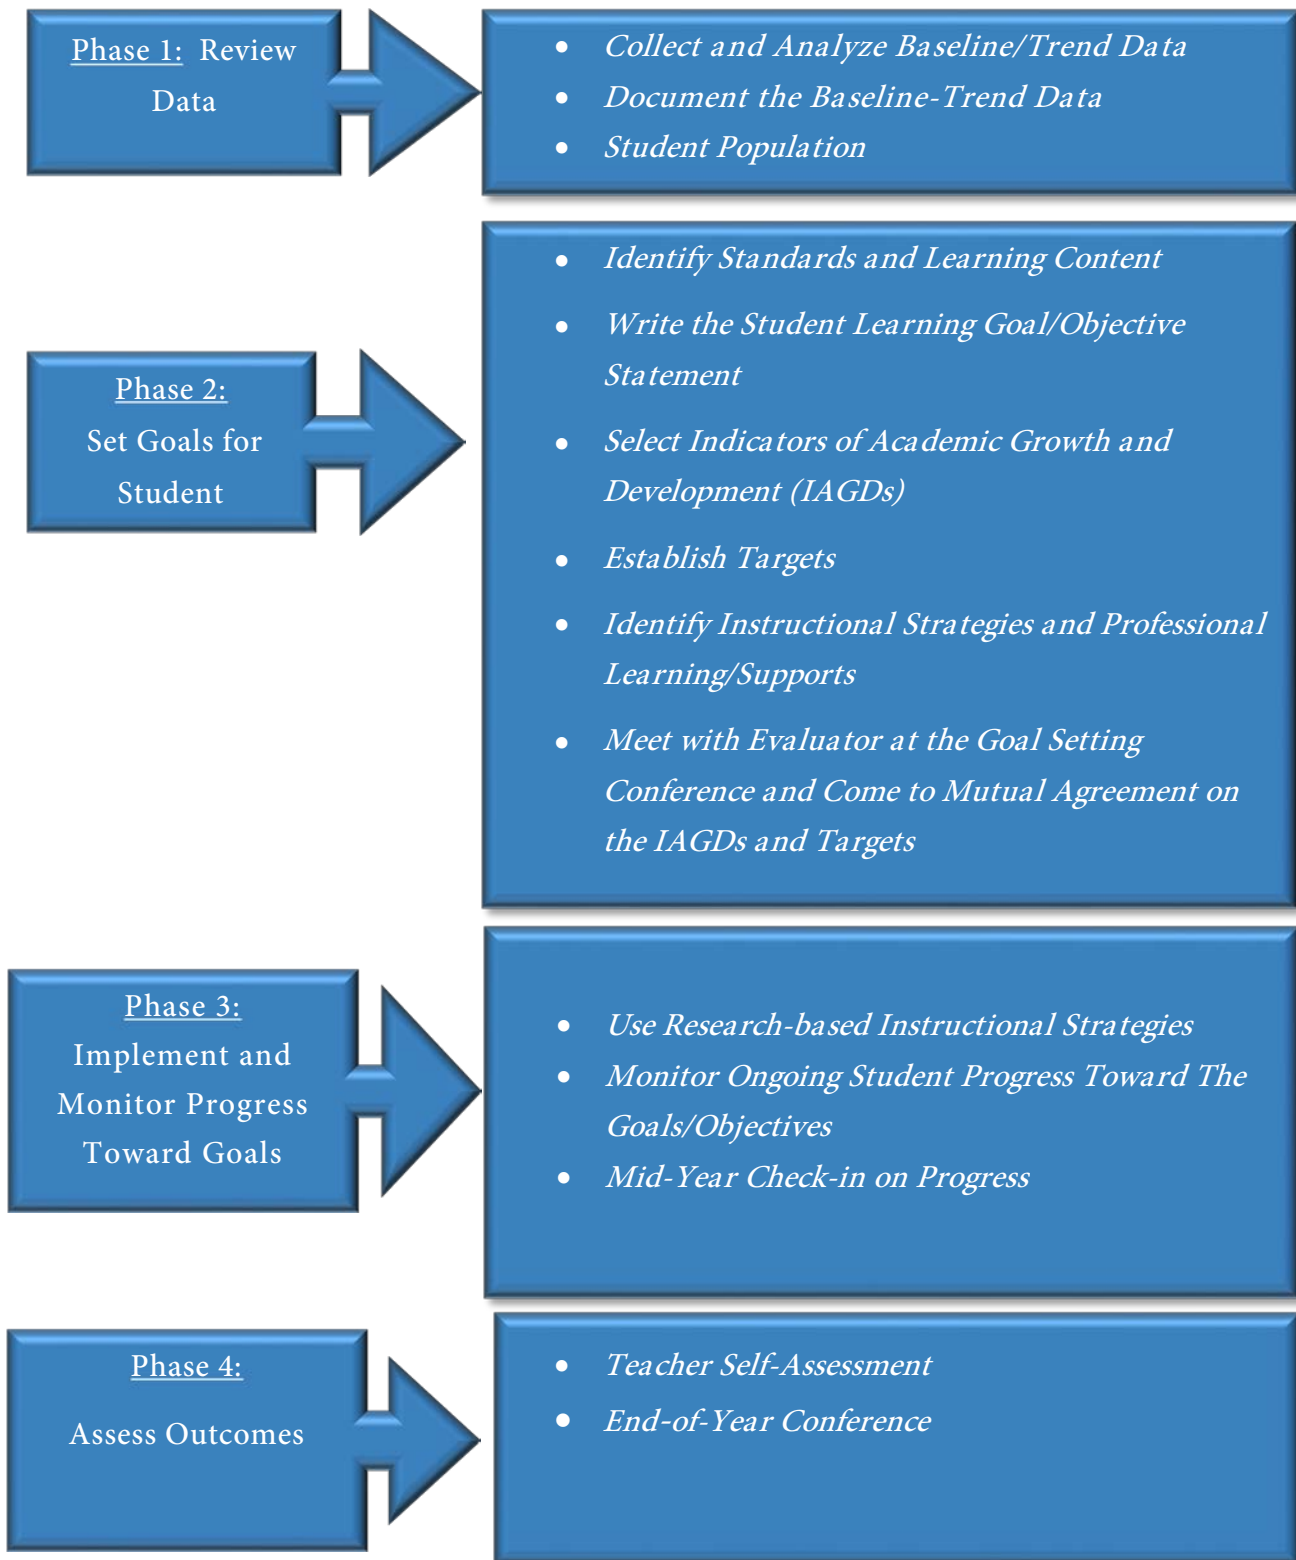 Phase 1: Review
Data
• Collect and Analyze Baseline/Trend Data
• Document the Baseline-Trend Data
• Student Population
Phase 2:
Set Goals for
Student
• Identify Standards and Learning Content
• Write the Student Learning Goal/Objective
Statement
• Select Indicators of Academic Growth and
Development (IAGDs)
• Establish Targets
• Identify Instructional Strategies and Professional
Learning/Supports
• Meet with Evaluator at the Goal Setting
Conference and Come to Mutual Agreement on
the IAGDs and Targets
Phase 3:
Implement and
Monitor Progress
Toward Goals
• Use Research-based Instructional Strategies
• Monitor Ongoing Student Progress Toward The
Goals/Objectives
• Mid-Year Check-in on Progress
Phase 4:
Assess Outcomes
• Teacher Self-Assessment
• End-of-Year Conference